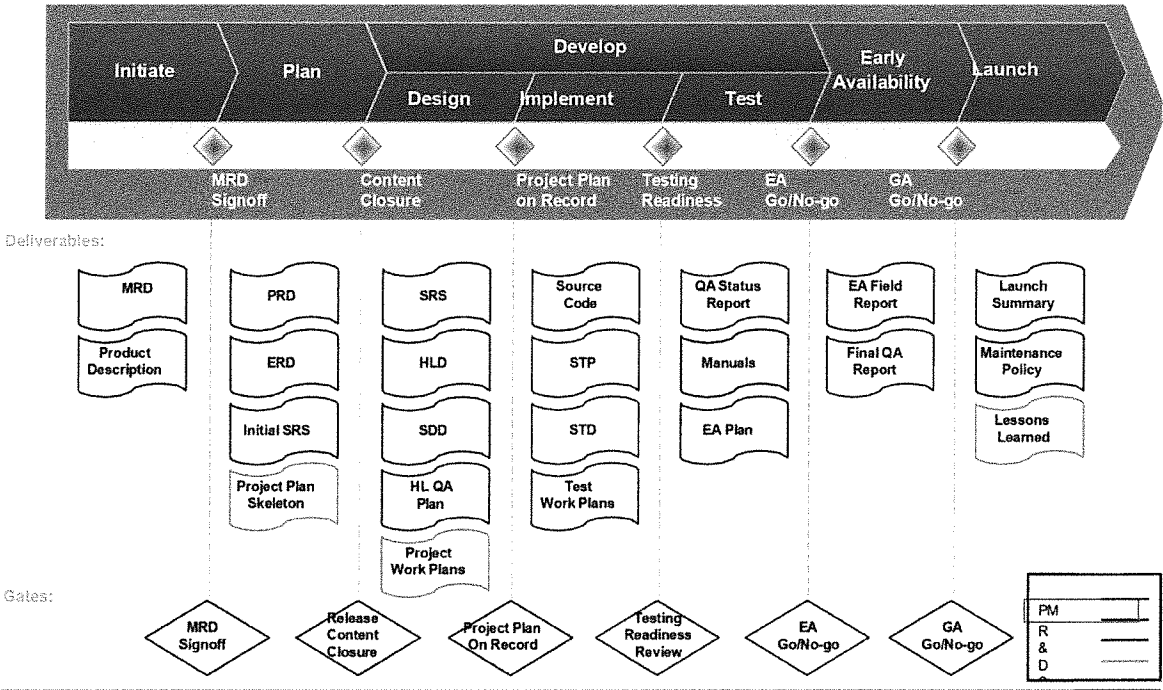 Initiate
Plan
Develop
Early
Availability
Launch
Design
Implement
Test
MRD
Signoff
Content
Closure
Project Plan
on Record
Testing
Readiness
EA
Go/No-go
GA
Go/No-go
Deliverables:
MRD
Product
Description
PRD
ERD
Initial SRS
Project Plan
Skeleton
SRS
HLD
SDD
HL QA
Plan
Project
Work Plans
Source
Code
STP
STD
Test
Work Plans
QA Status
Report
Manuals
EA Plan
EA Field
Report
Final QA
Report
Launch
Summary
Maintenance
Policy
Lessons
Learned
Gates:
MRD
Signoff
Release
Content
Closure
Project Plan
On Record
Testing
Readiness
Review
EA
Go/No-go
GA
Go/No-go
PM
R
&
D